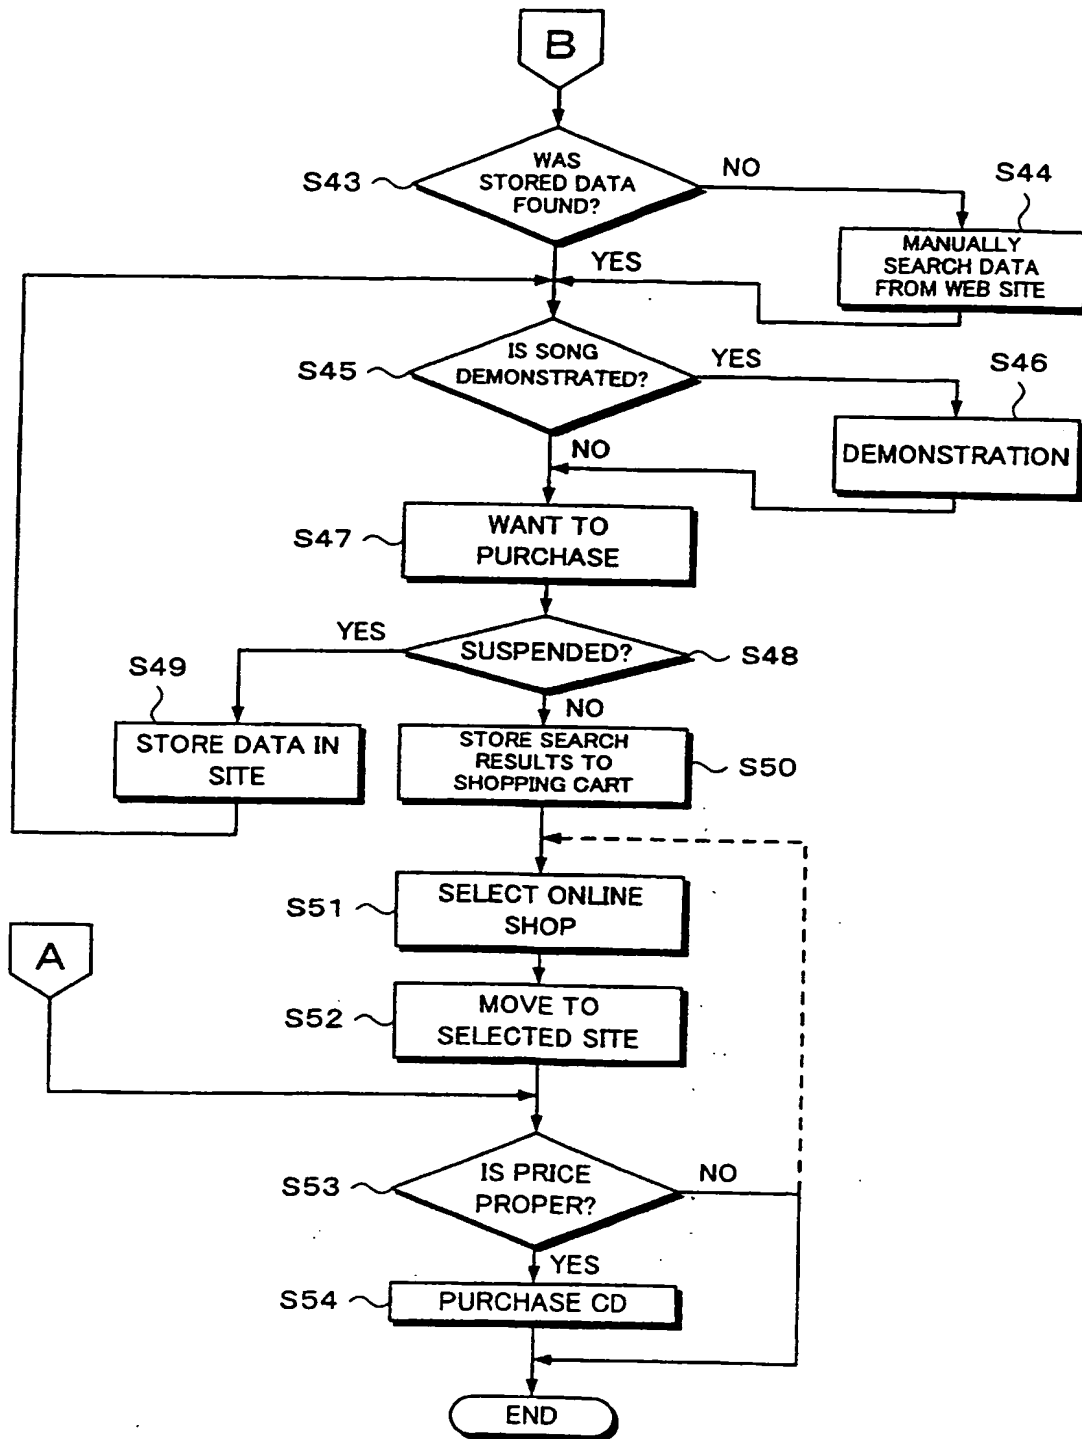 B
WAS
STORED DATA
FOUND?
S43
NO
S44
MANUALLY
SEARCH DATA
FROM WEB SITE
YES
IS SONG
DEMONSTRATED?
S45
YES
S46
DEMONSTRATION
NO
WANT TO
PURCHASE
S47
YES
SUSPENDED?
S48
S49
STORE DATA IN
SITE
NO
STORE SEARCH
RESULTS TO
SHOPPING CART
S50
SELECT ONLINE
SHOP
S51
A
MOVE TO
SELECTED SITE
S52
IS PRICE
PROPER?
S53
NO
YES
S54
PURCHASE CD
END